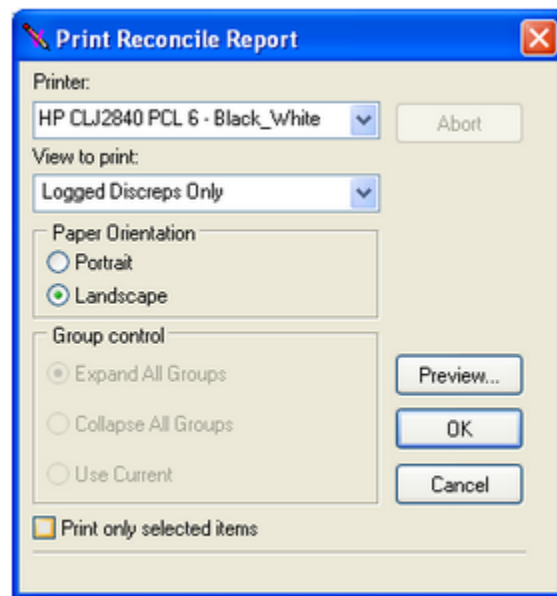 Print Reconcile Report
Printer:
HP CLJ2840 PCL 6 - Black_White
Abort
View to print:
Logged Discreps Only
Paper Orientation
Portrait
Landscape
Group control
Expand All Groups
Preview...
Collapse All Groups
OK
Use Current
Cancel
Print only selected items